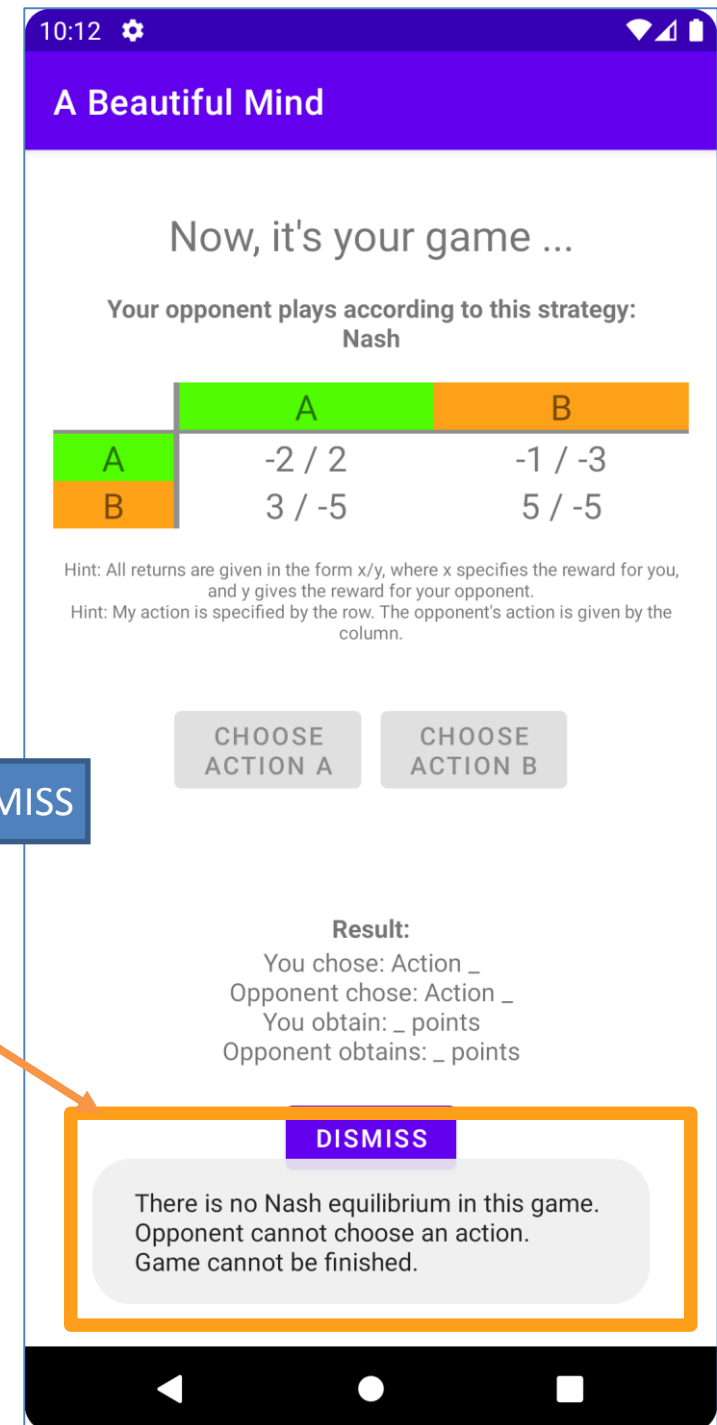 10:12
A Beautiful Mind
Now, it's your game ...
Your opponent plays according to this strategy:
Nash
A B
A -2 / 2 -1 / -3
B 3 / -5 5 / -5
Hint: All returns are given in the form x/y, where x specifies the reward for you,
and y gives the reward for your opponent.
Hint: My action is specified by the row. The opponent's action is given by the
column.
CHOOSE
ACTION A
CHOOSE
ACTION B
MISS
Result:
You chose: Action _
Opponent chose: Action _
You obtain: _ points
Opponent obtains: _ points
DISMISS
There is no Nash equilibrium in this game.
Opponent cannot choose an action.
Game cannot be finished.